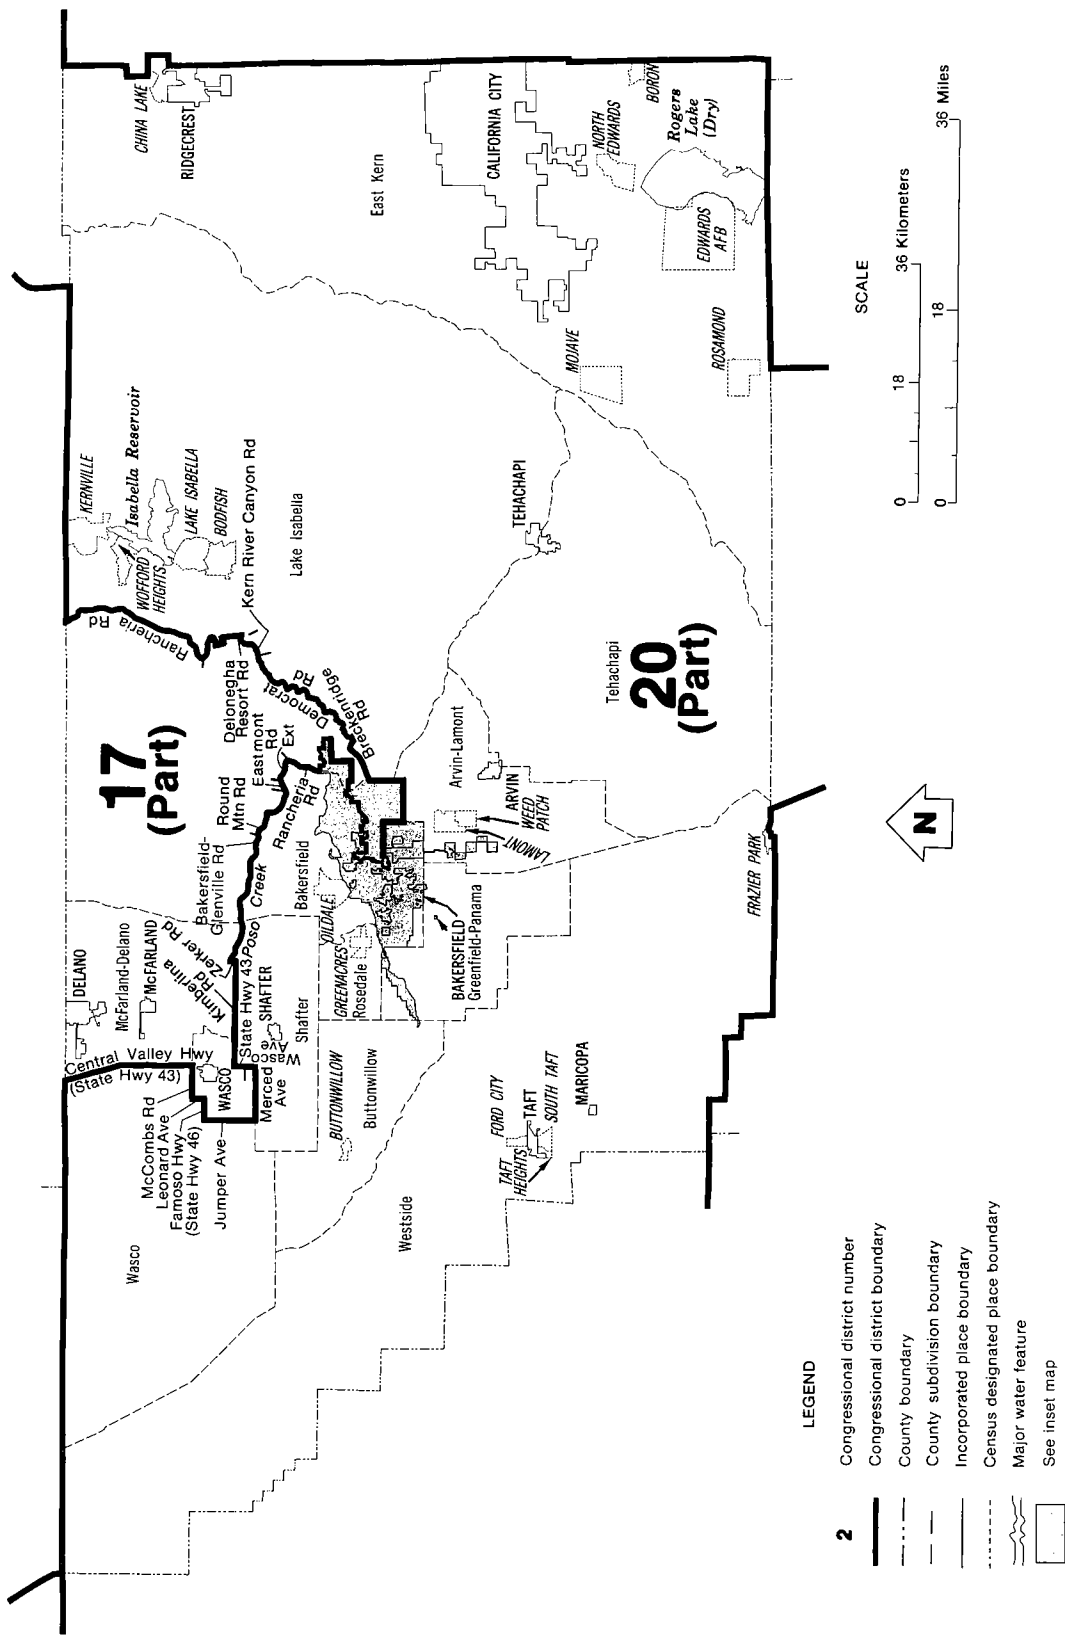 17
(Part)
20
(Part)
CHINA LAKE
RIDGECREST
East Kern
CALIFORNIA CITY
NORTH
EDWARDS
BORON
Rogers
Lake
(Dry)
EDWARDS
AFB
MOJAVE
ROSAMOND
KERNVILLE
Isabella Reservoir
WOFFORD
HEIGHTS
LAKE ISABELLA
BODFISH
Kern River Canyon Rd
Lake Isabella
Rancheria
Rd
Delonegha
Resort Rd
Democrat
Rd
Breckenridge
Rd
Eastmont
Rd
Ext
Round
Mtn Rd
Rancheria
Rd
Bakersfield-
Glenville Rd
Poso Creek
Bakersfield
OILDALE
GREENACRES
Rosedale
BAKERSFIELD
Greenfield-Panama
TEHACHAPI
Tehachapi
Arvin-Lamont
ARVIN
WEED
PATCH
LAMONT
FRAZIER PARK
DELANO
McFarland-Delano
McFARLAND
Zerker Rd
Kimberlina
Rd
State Hwy 43
SHAFTER
Shafter
Wasco
Ave
Central Valley Hwy
(State Hwy 43)
WASCO
Merced
Ave
McCombs Rd
Leonard Ave
Famoso Hwy
(State Hwy 46)
Jumper Ave
Wasco
BUTTONWILLOW
Buttonwillow
Westside
FORD CITY
TAFT
TAFT
HEIGHTS
SOUTH TAFT
MARICOPA
N
SCALE
0 18 36 Kilometers
0 18 36 Miles
LEGEND
2 Congressional district number
Congressional district boundary
County boundary
County subdivision boundary
Incorporated place boundary
Census designated place boundary
Major water feature
See inset map